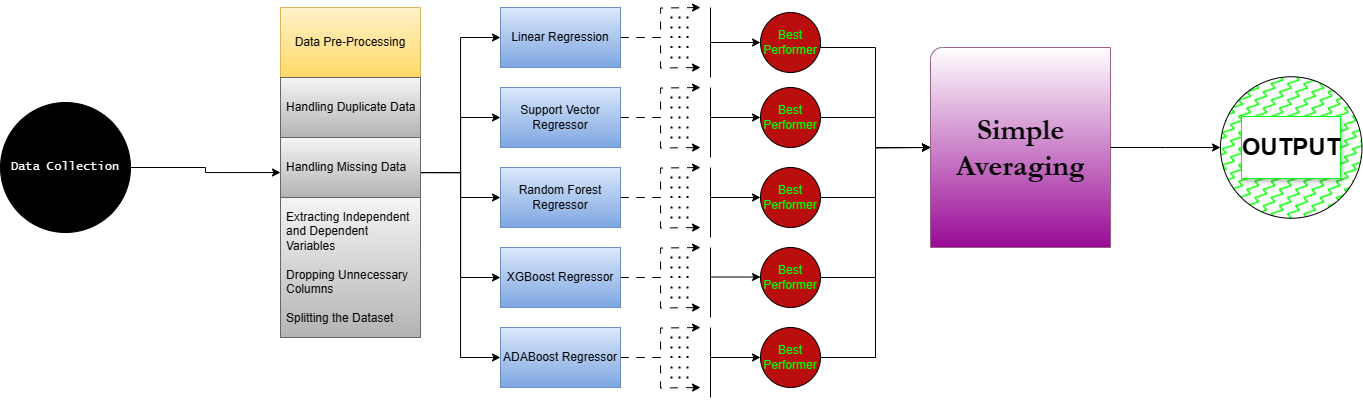 Data Collection
Data Pre-Processing
Handling Duplicate Data
Handling Missing Data
Extracting Independent
and Dependent
Variables
Dropping Unnecessary
Columns
Splitting the Dataset
Linear Regression
Support Vector
Regressor
Random Forest
Regressor
XGBoost Regressor
ADABoost Regressor
Best
Performer
Best
Performer
Best
Performer
Best
Performer
Best
Performer
Simple
Averaging
OUTPUT